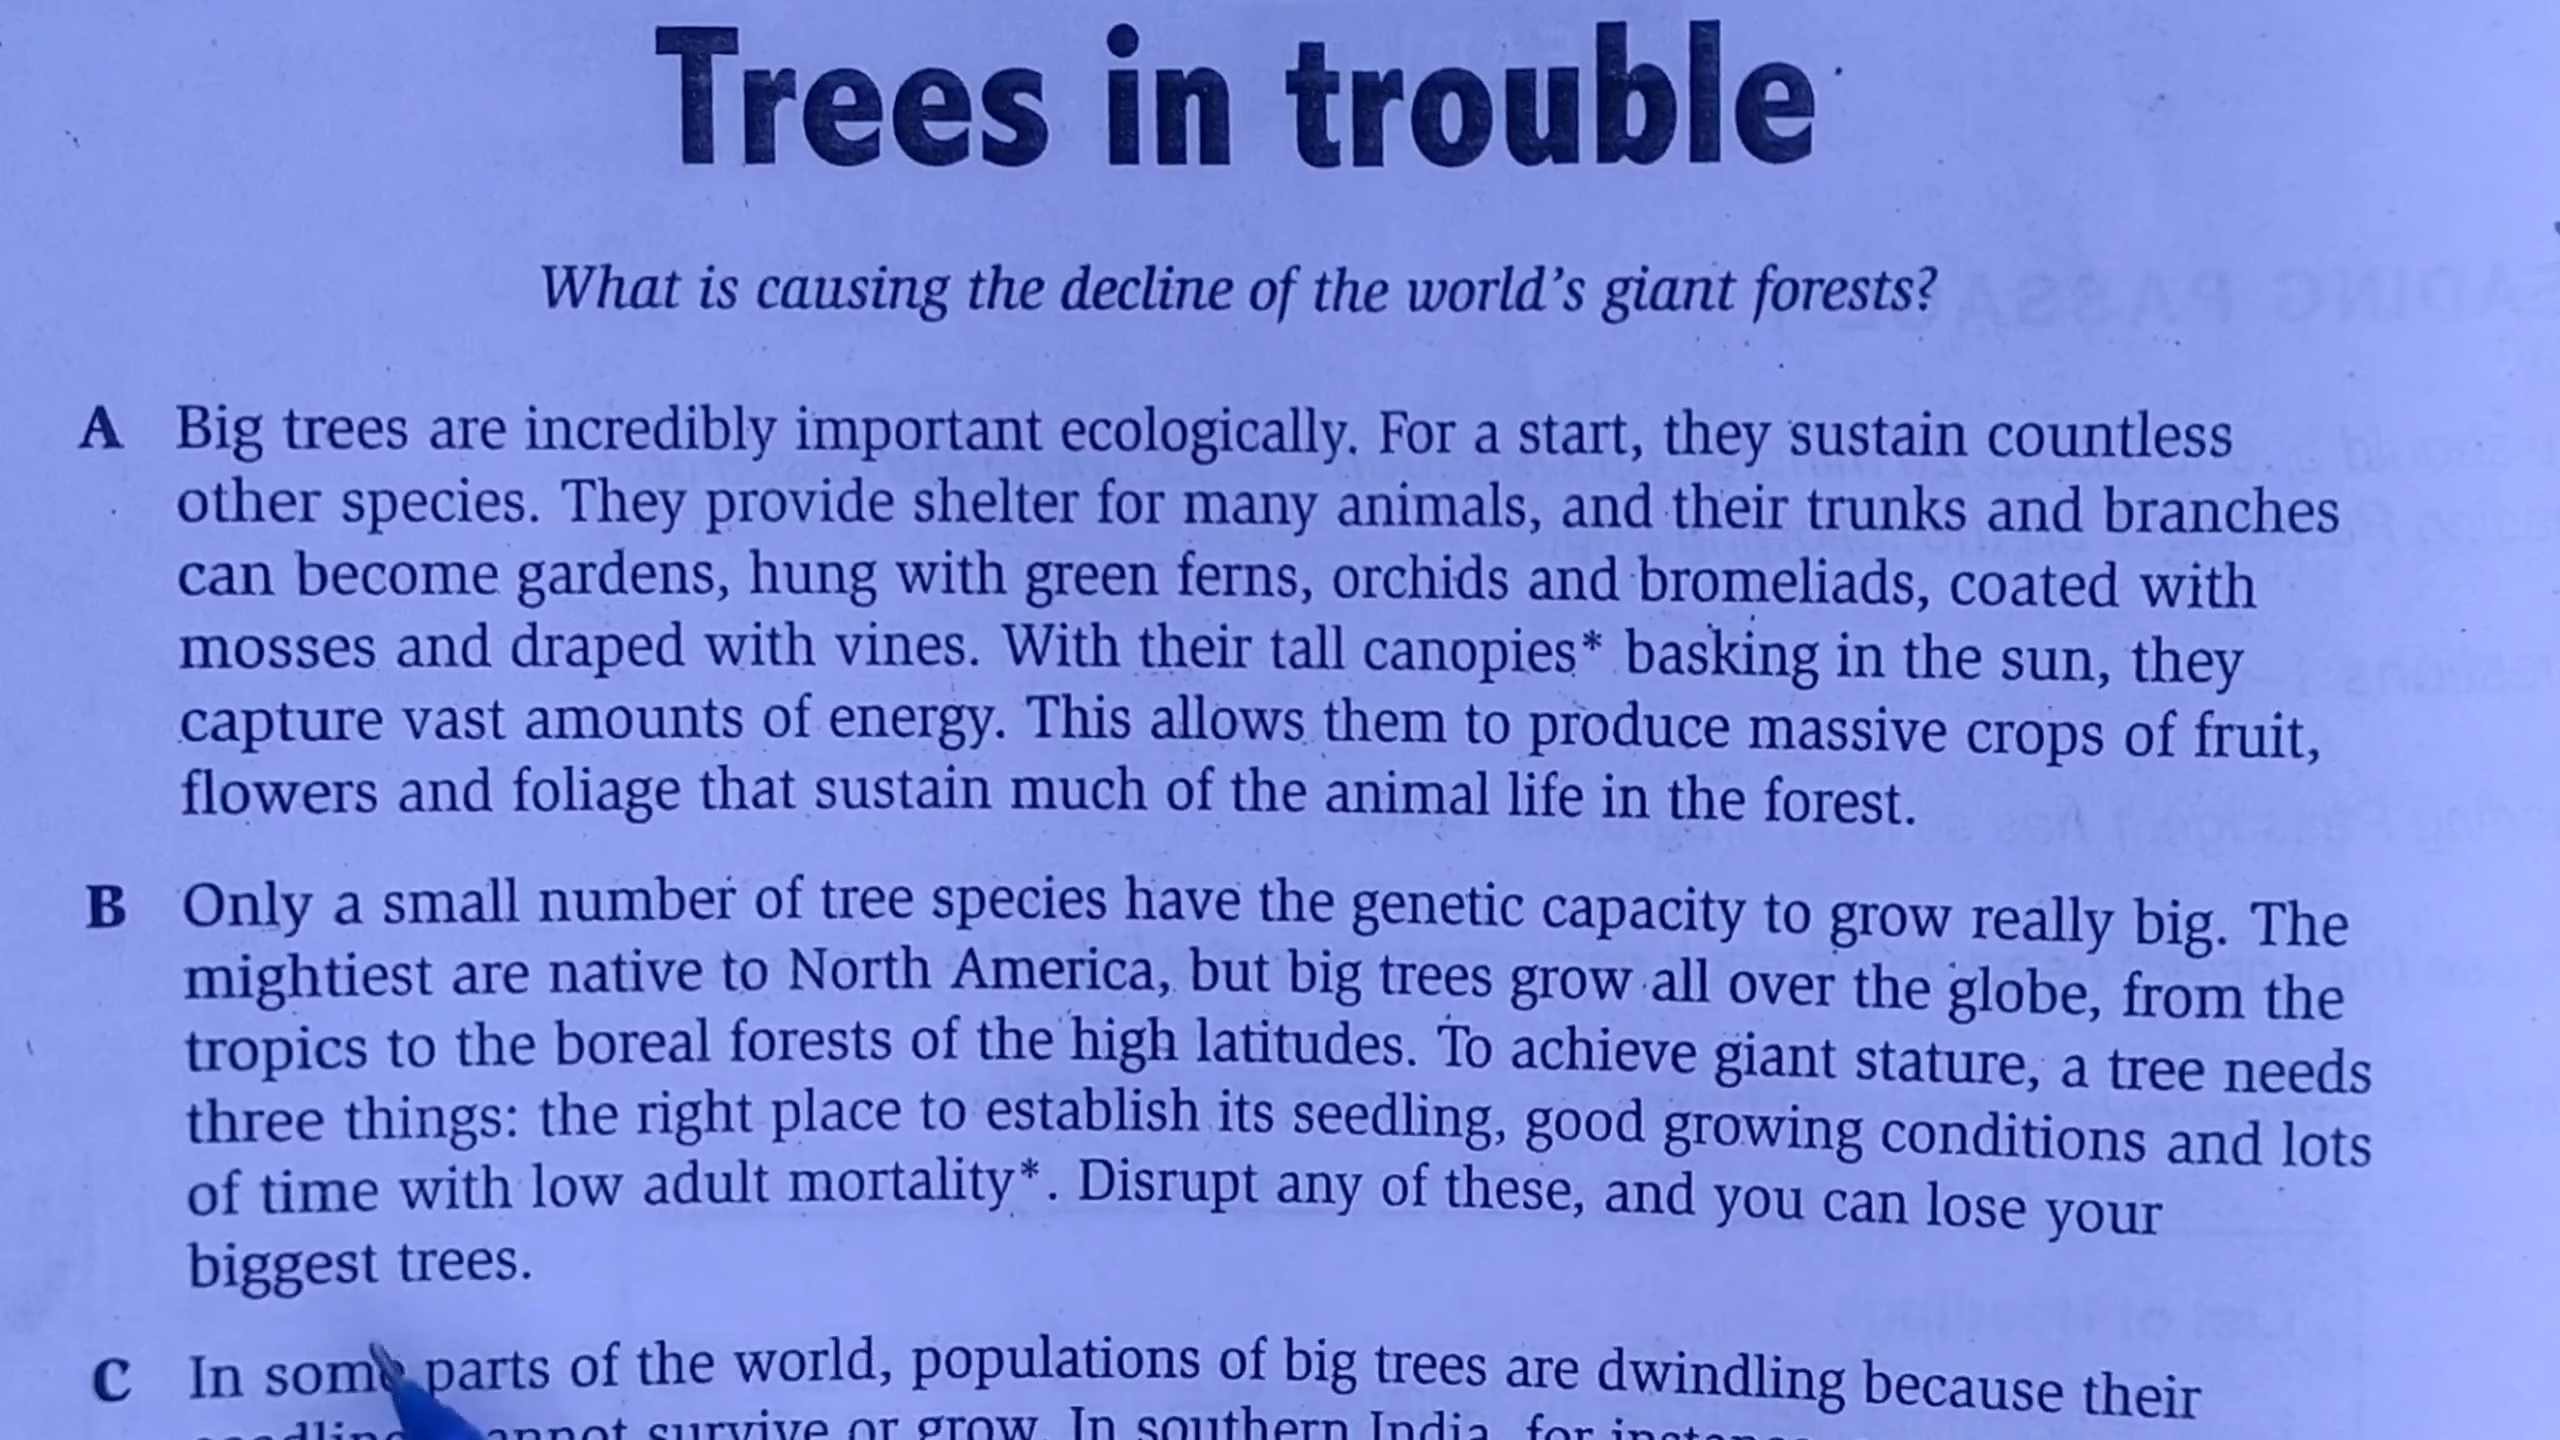 Trees in trouble
What is causing the decline of the world's giant forests?
A Big trees are incredibly important ecologically. For a start, they sustain countless
other species. They provide shelter for many animals, and their trunks and branches
can become gardens, hung with green ferns, orchids and bromeliads, coated with
mosses and draped with vines. With their tall canopies* basking in the sun, they
capture vast amounts of energy. This allows them to produce massive crops of fruit,
flowers and foliage that sustain much of the animal life in the forest.
B Only a small number of tree species have the genetic capacity to grow really big. The
mightiest are native to North America, but big trees grow all over the globe, from the
tropics to the boreal forests of the high latitudes. To achieve giant stature, a tree needs
three things: the right place to establish its seedling, good growing conditions and lots
of time with low adult mortality*. Disrupt any of these, and you can lose your
biggest trees.
C In some parts of the world, populations of big trees are dwindling because their
survive or grow. In southern India, for